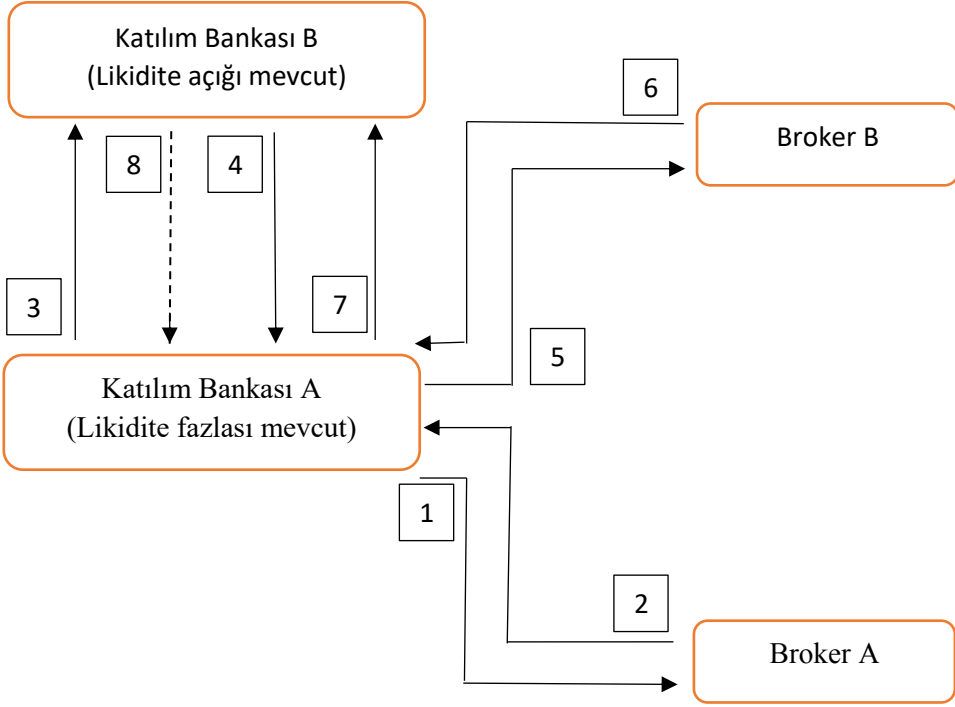 Katılım Bankası B
(Likidite açığı mevcut)
6
Broker B
8
4
3
7
5
Katılım Bankası A
(Likidite fazlası mevcut)
1
2
Broker A